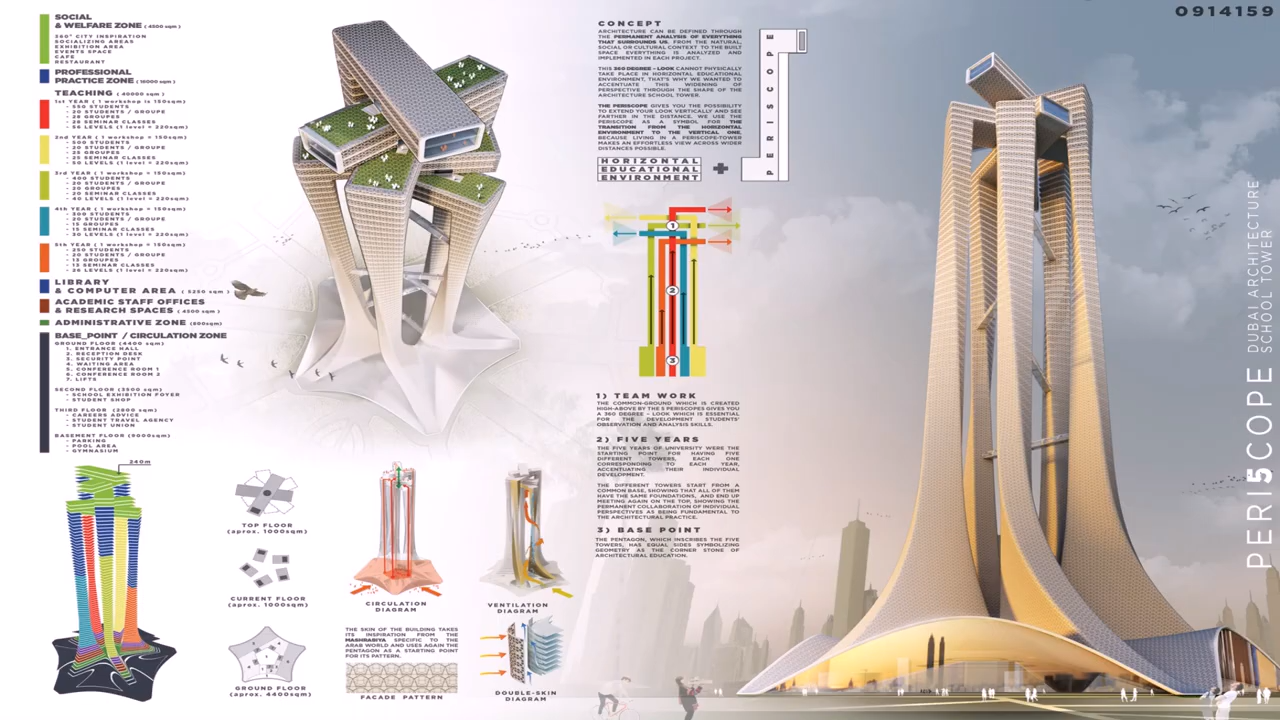 SOCIAL
& WELFARE ZONE ( 4500 sqm )
360° CITY INSPIRATION
SOCIALIZING AREAS
EXHIBITION AREA
EVENTS SPACE
CAFE
RESTAURANT
PROFESSIONAL
PRACTICE ZONE ( 10000 sqm )
TEACHING ( 40000 sqm )
1st YEAR ( 1 workshop is 150sqm)
- 550 STUDENTS
- 20 STUDENTS / GROUPE
- 28 GROUPES
- 28 SEMINAR CLASSES
- 56 LEVELS (1 level = 220sqm)
2nd YEAR ( 1 workshop = 150sqm)
- 500 STUDENTS
- 20 STUDENTS / GROUPE
- 25 GROUPES
- 25 SEMINAR CLASSES
- 50 LEVELS (1 level = 220sqm)
3rd YEAR ( 1 workshop = 150sqm)
- 400 STUDENTS
- 20 STUDENTS / GROUPE
- 20 GROUPES
- 20 SEMINAR CLASSES
- 40 LEVELS (1 level = 220sqm)
4th YEAR ( 1 workshop = 150sqm)
- 300 STUDENTS
- 20 STUDENTS / GROUPE
- 15 GROUPES
- 15 SEMINAR CLASSES
- 30 LEVELS (1 level = 220sqm)
5th YEAR ( 1 workshop = 150sqm)
- 250 STUDENTS
- 20 STUDENTS / GROUPE
- 13 GROUPES
- 13 SEMINAR CLASSES
- 26 LEVELS (1 level = 220sqm)
LIBRARY
& COMPUTER AREA ( 5250 sqm )
ACADEMIC STAFF OFFICES
& RESEARCH SPACES ( 4500 sqm )
ADMINISTRATIVE ZONE (800sqm)
BASE_POINT / CIRCULATION ZONE
GROUND FLOOR (4400 sqm)
1. ENTRANCE HALL
2. RECEPTION DESK
3. SECURITY POINT
4. WAITING AREA
5. CONFERENCE ROOM 1
6. CONFERENCE ROOM 2
7. LIFTS
SECOND FLOOR (3500 sqm)
- SCHOOL EXHIBITION FOYER
- STUDENT SHOP
THIRD FLOOR (2800 sqm)
- CAREERS ADVICE
- STUDENT TRAVEL AGENCY
- STUDENT UNION
BASEMENT FLOOR (9000sqm)
- PARKING
- POOL AREA
- GYMNASIUM
240m
TOP FLOOR
(aprox. 1000sqm)
CURRENT FLOOR
(aprox. 1000sqm)
GROUND FLOOR
(aprox. 4400sqm)
CIRCULATION
DIAGRAM
VENTILATION
DIAGRAM
THE SKIN OF THE BUILDING TAKES
ITS INSPIRATION FROM THE
MASHRABIYA SPECIFIC TO THE
ARAB WORLD AND USES AGAIN THE
PENTAGON AS A STARTING POINT
FOR ITS PATTERN.
FACADE PATTERN
DOUBLE-SKIN
DIAGRAM
CONCEPT
ARCHITECTURE CAN BE DEFINED THROUGH
THE PERMANENT ANALYSIS OF EVERYTHING
THAT SURROUNDS US. FROM THE NATURAL,
SOCIAL OR CULTURAL CONTEXT TO THE BUILT
SPACE EVERYTHING IS ANALYZED AND
IMPLEMENTED IN EACH PROJECT.
THIS 360 DEGREE - LOOK CANNOT PHYSICALLY
TAKE PLACE IN HORIZONTAL EDUCATIONAL
ENVIRONMENT, THAT'S WHY WE WANTED TO
ACCENTUATE THIS WIDENING OF
PERSPECTIVE THROUGH THE SHAPE OF THE
ARCHITECTURE SCHOOL TOWER.
THE PERISCOPE GIVES YOU THE POSSIBILITY
TO EXTEND YOUR LOOK VERTICALLY AND SEE
FARTHER IN THE DISTANCE. WE USE THE
PERISCOPE AS A SYMBOL FOR THE
TRANSITION FROM THE HORIZONTAL
ENVIRONMENT TO THE VERTICAL ONE,
BECAUSE LIVING IN A PERISCOPE-TOWER
MAKES AN EFFORTLESS VIEW ACROSS WIDER
DISTANCES POSSIBLE.
HORIZONTAL
EDUCATIONAL
ENVIRONMENT
PERISCOPE
1
2
3
1) TEAM WORK
THE COMMON-GROUND WHICH IS CREATED
HIGH-ABOVE BY THE 5 PERISCOPES GIVES YOU
A 360 DEGREE - LOOK WHICH IS ESSENTIAL
FOR THE DEVELOPMENT STUDENTS'
OBSERVATION AND ANALYSIS SKILLS.
2) FIVE YEARS
THE FIVE YEARS OF UNIVERSITY WERE THE
STARTING POINT FOR HAVING FIVE
DIFFERENT TOWERS, EACH ONE
CORRESPONDING TO EACH YEAR,
ACCENTUATING THEIR INDIVIDUAL
DEVELOPMENT.
THE DIFFERENT TOWERS START FROM A
COMMON BASE, SHOWING THAT ALL OF THEM
HAVE THE SAME FOUNDATIONS, AND END UP
MEETING AGAIN ON THE TOP, SHOWING THE
PERMANENT COLLABORATION OF INDIVIDUAL
PERSPECTIVES AS BEING FUNDAMENTAL TO
THE ARCHITECTURAL PRACTICE.
3) BASE POINT
THE PENTAGON, WHICH INSCRIBES THE FIVE
TOWERS, HAS EQUAL SIDES SYMBOLIZING
GEOMETRY AS THE CORNER STONE OF
ARCHITECTURAL EDUCATION.
0914159
PERI5COPE
DUBAI ARCHITECTURE
SCHOOL TOWER